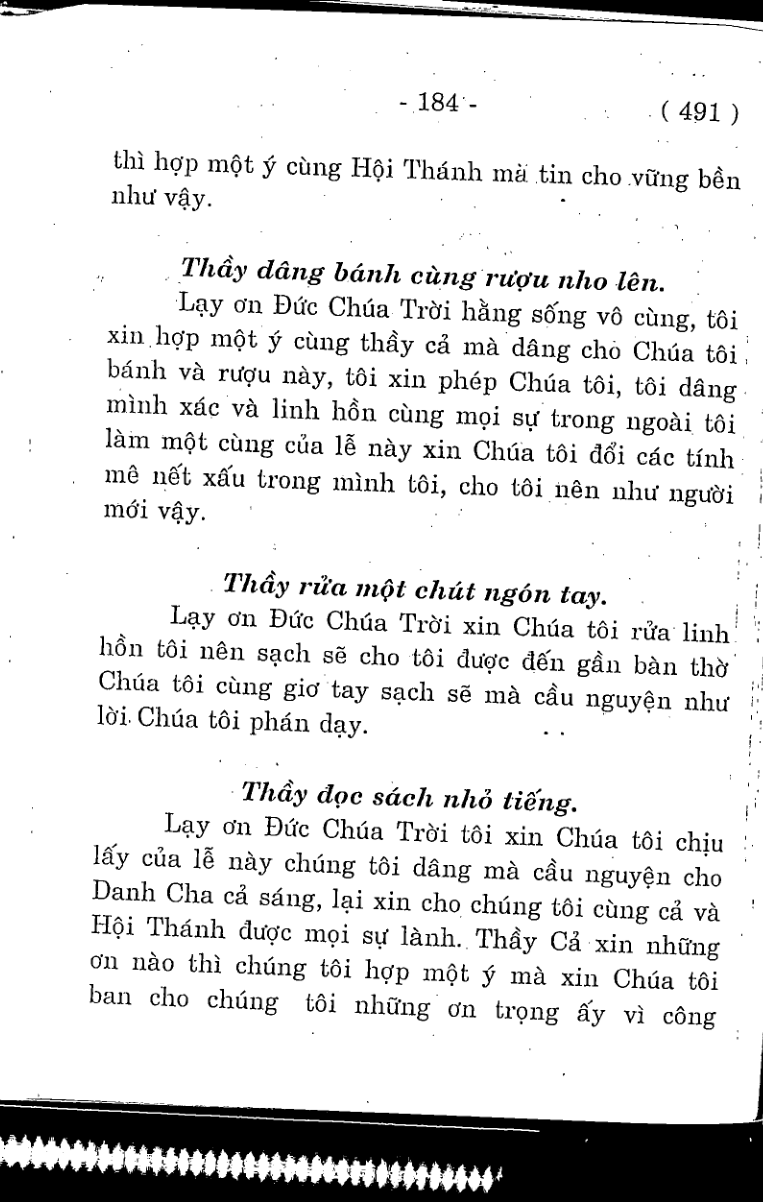 - 184 -
( 491 )
thì hợp một ý cùng Hội Thánh mà tin cho vững bền
như vậy.
Thầy dâng bánh cùng rượu nho lên.
Lạy ơn Đức Chúa Trời hằng sống vô cùng, tôi
xin hợp một ý cùng thầy cả mà dâng cho Chúa tôi
bánh và rượu này, tôi xin phép Chúa tôi, tôi dâng
mình xác và linh hồn cùng mọi sự trong ngoài tôi
làm một cùng của lễ này xin Chúa tôi đổi các tính
mê nết xấu trong mình tôi, cho tôi nên như người
mới vậy.
Thầy rửa một chút ngón tay.
Lạy ơn Đức Chúa Trời xin Chúa tôi rửa linh
hồn tôi nên sạch sẽ cho tôi được đến gần bàn thờ
Chúa tôi cùng giơ tay sạch sẽ mà cầu nguyện như
lời Chúa tôi phán dạy.
Thầy đọc sách nhỏ tiếng.
Lạy ơn Đức Chúa Trời tôi xin Chúa tôi chịu
lấy của lễ này chúng tôi dâng mà cầu nguyện cho
Danh Cha cả sáng, lại xin cho chúng tôi cùng cả và
Hội Thánh được mọi sự lành. Thầy Cả xin những
ơn nào thì chúng tôi hợp một ý mà xin Chúa tôi
ban cho chúng tôi những ơn trọng ấy vì công